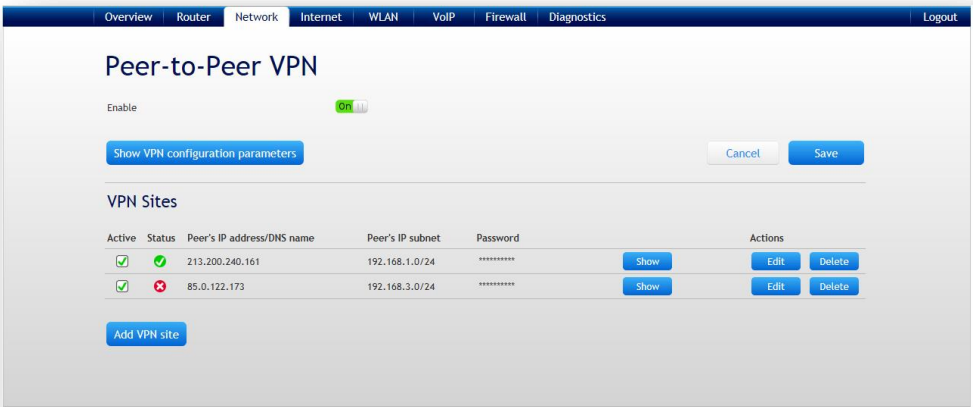 Overview Router Network Internet WLAN VoIP Firewall Diagnostics Logout
Peer-to-Peer VPN
Enable On
Show VPN configuration parameters Cancel Save
VPN Sites
Active Status Peer's IP address/DNS name Peer's IP subnet Password Actions
213.200.240.161 192.168.1.0/24 ********** Show Edit Delete
85.0.122.173 192.168.3.0/24 ********** Show Edit Delete
Add VPN site